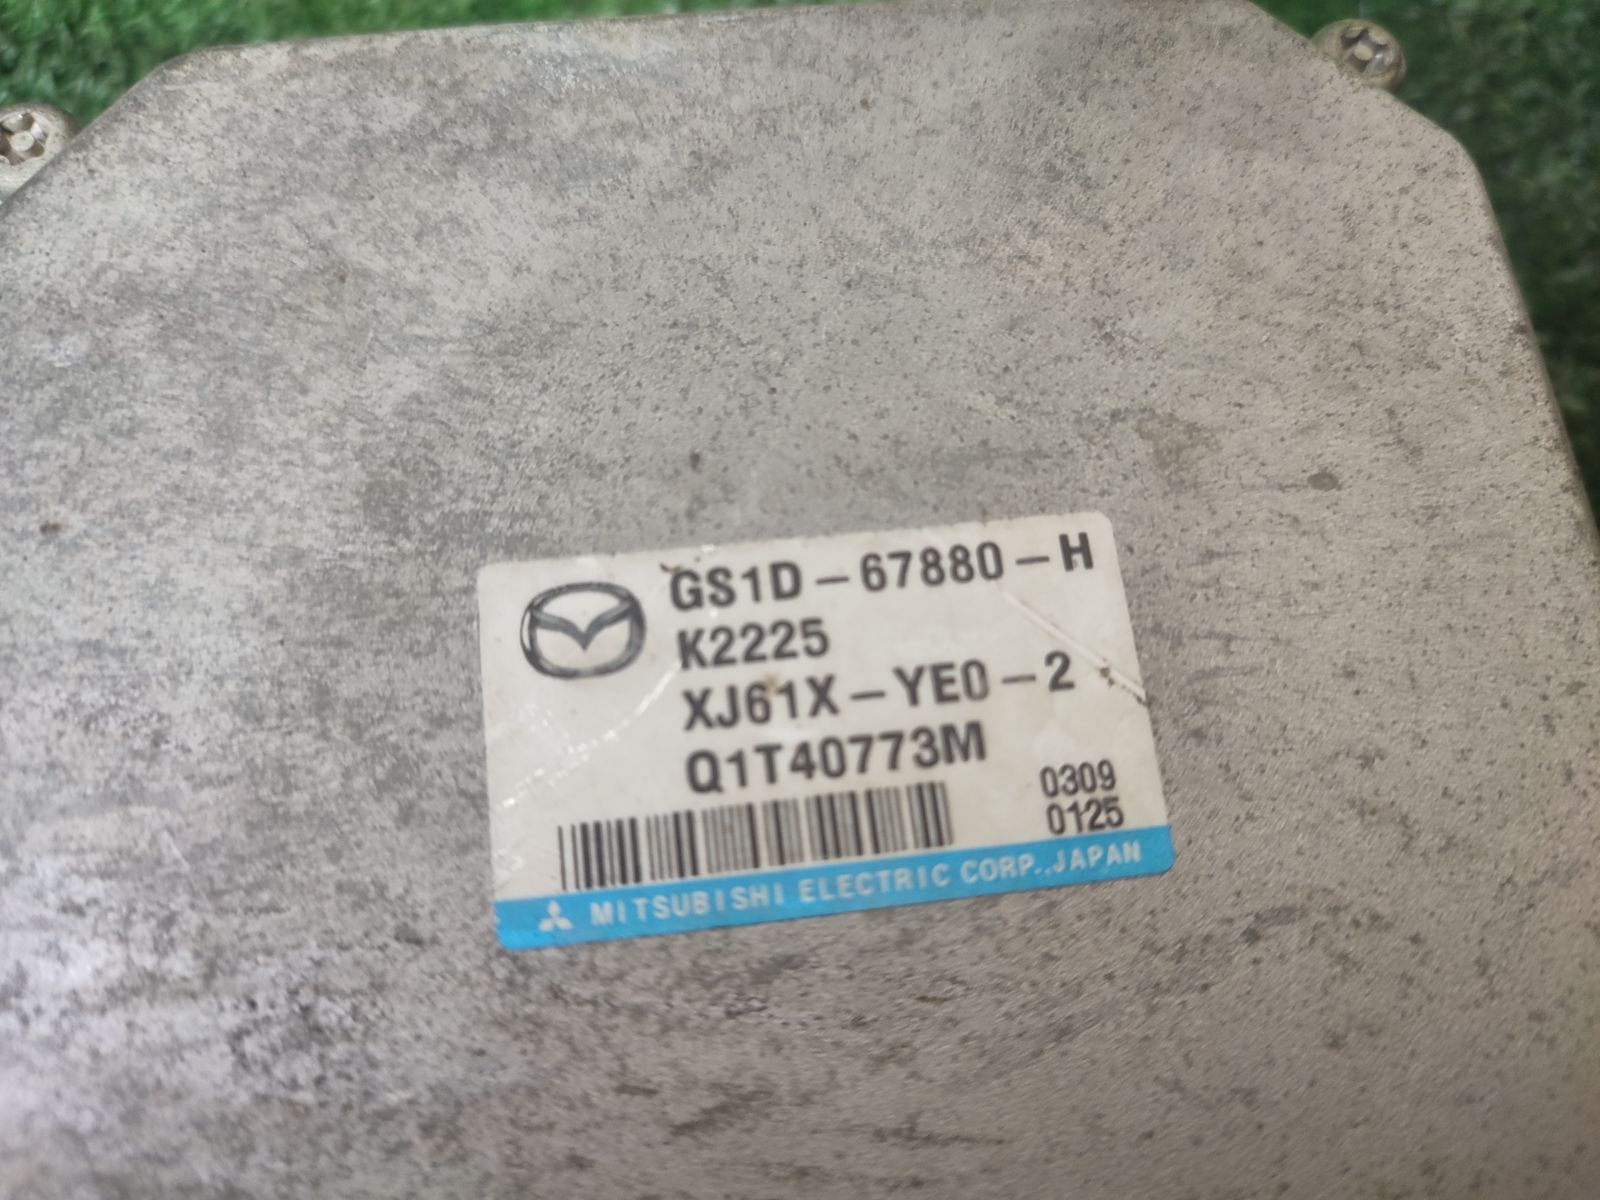 GS1D-67880-H
K2225
XJ61X-YE0-2
Q1T40773M
0309
0125
MITSUBISHI ELECTRIC CORP.,JAPAN